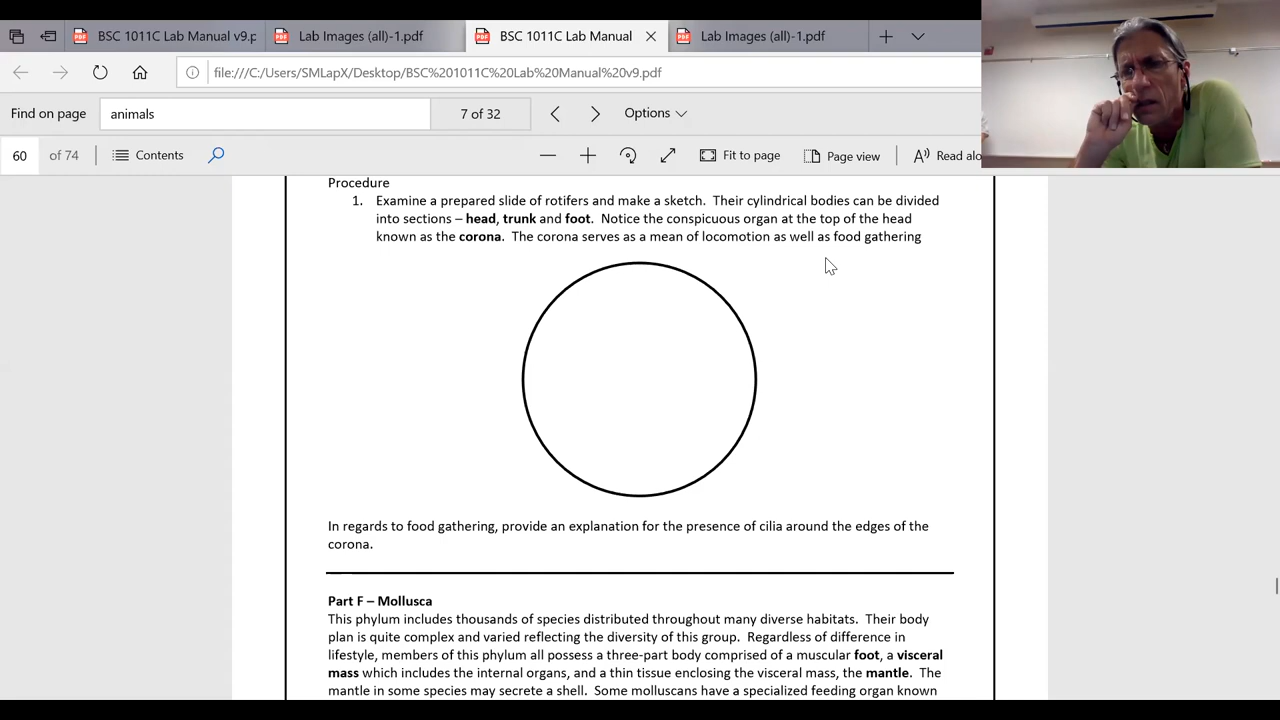 BSC 1011C Lab Manual v9.p
Lab Images (all)-1.pdf
BSC 1011C Lab Manual
Lab Images (all)-1.pdf
file:///C:/Users/SMLapX/Desktop/BSC%201011C%20Lab%20Manual%20v9.pdf
Find on page
animals
7 of 32
Options
60
of 74
Contents
Fit to page
Page view
Read alo
Procedure
1. Examine a prepared slide of rotifers and make a sketch. Their cylindrical bodies can be divided
into sections – head, trunk and foot. Notice the conspicuous organ at the top of the head
known as the corona. The corona serves as a mean of locomotion as well as food gathering
In regards to food gathering, provide an explanation for the presence of cilia around the edges of the
corona.
Part F – Mollusca
This phylum includes thousands of species distributed throughout many diverse habitats. Their body
plan is quite complex and varied reflecting the diversity of this group. Regardless of difference in
lifestyle, members of this phylum all possess a three-part body comprised of a muscular foot, a visceral
mass which includes the internal organs, and a thin tissue enclosing the visceral mass, the mantle. The
mantle in some species may secrete a shell. Some molluscans have a specialized feeding organ known